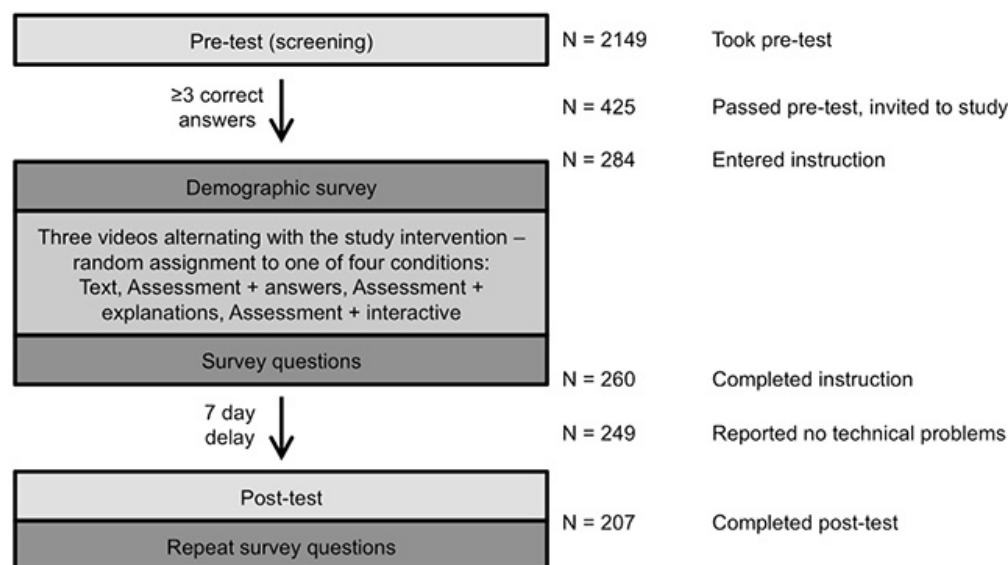 Pre-test (screening)
N = 2149 Took pre-test
≥3 correct
answers
N = 425 Passed pre-test, invited to study
N = 284 Entered instruction
Demographic survey
Three videos alternating with the study intervention –
random assignment to one of four conditions:
Text, Assessment + answers, Assessment +
explanations, Assessment + interactive
Survey questions
N = 260 Completed instruction
7 day
delay
N = 249 Reported no technical problems
Post-test
N = 207 Completed post-test
Repeat survey questions